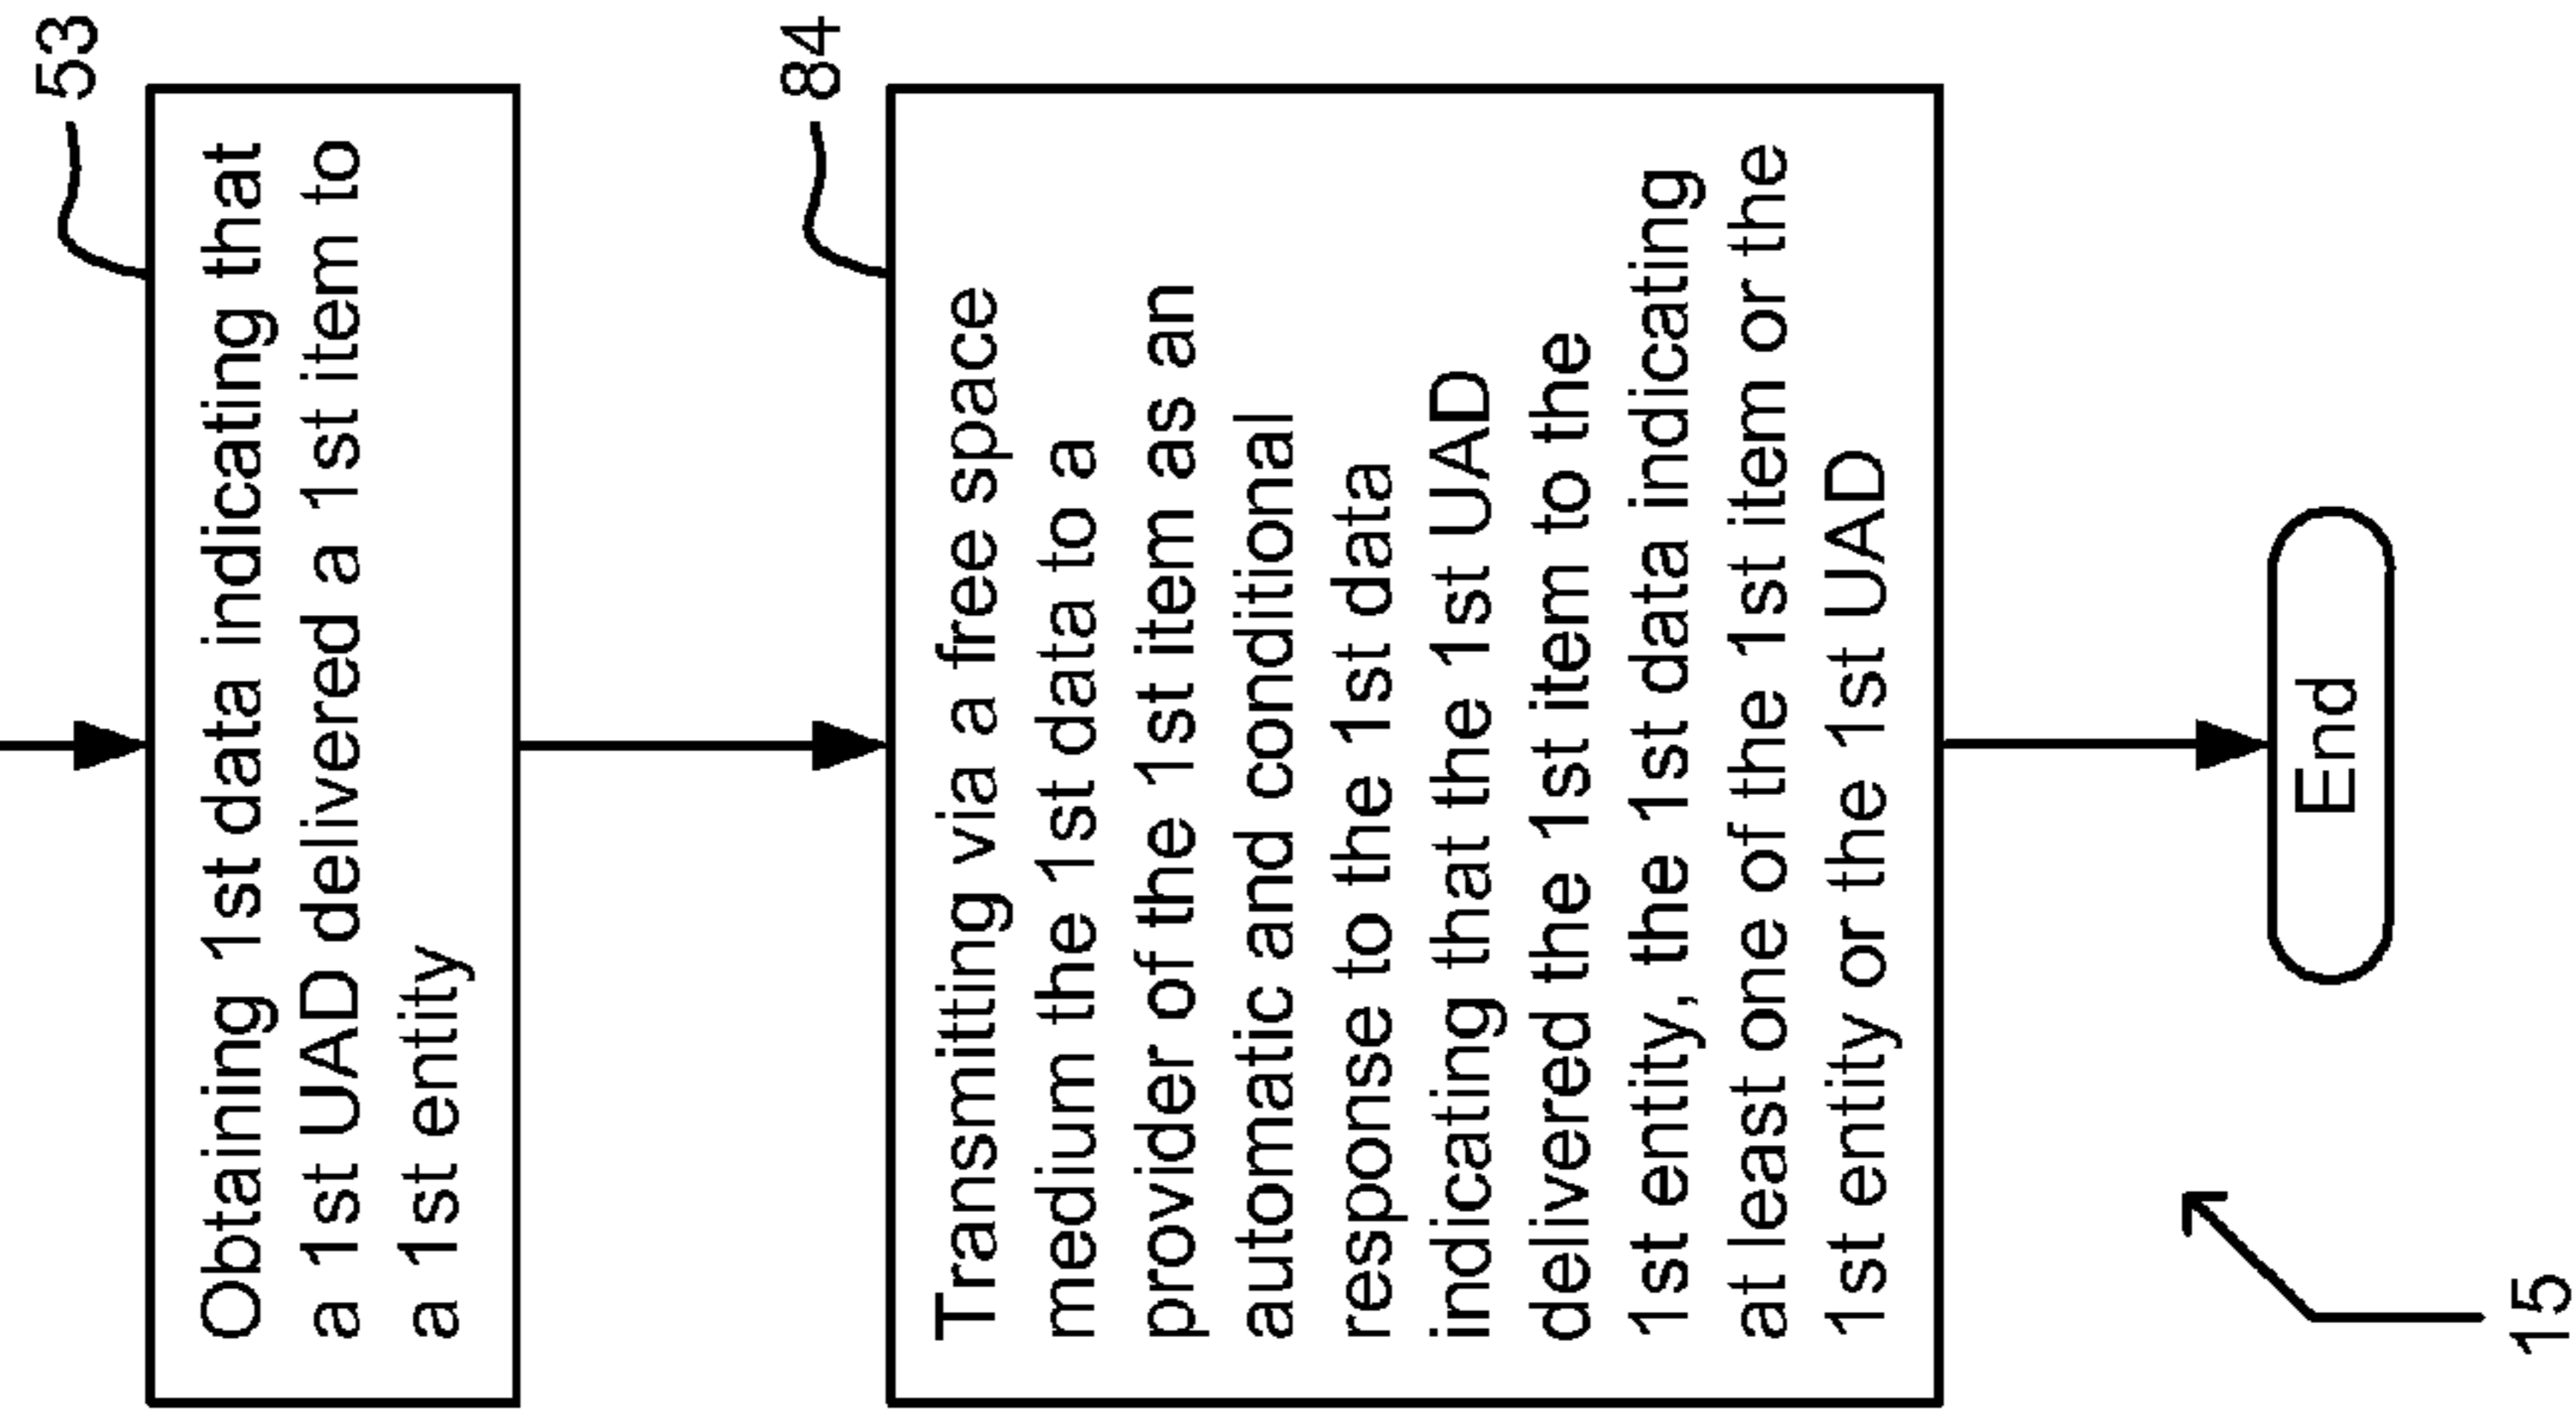 53
Obtaining 1st data indicating that
a 1st UAD delivered a 1st item to
a 1st entity
84
Transmitting via a free space
medium the 1st data to a
provider of the 1st item as an
automatic and conditional
response to the 1st data
indicating that the 1st UAD
delivered the 1st item to the
1st entity, the 1st data indicating
at least one of the 1st item or the
1st entity or the 1st UAD
End
15